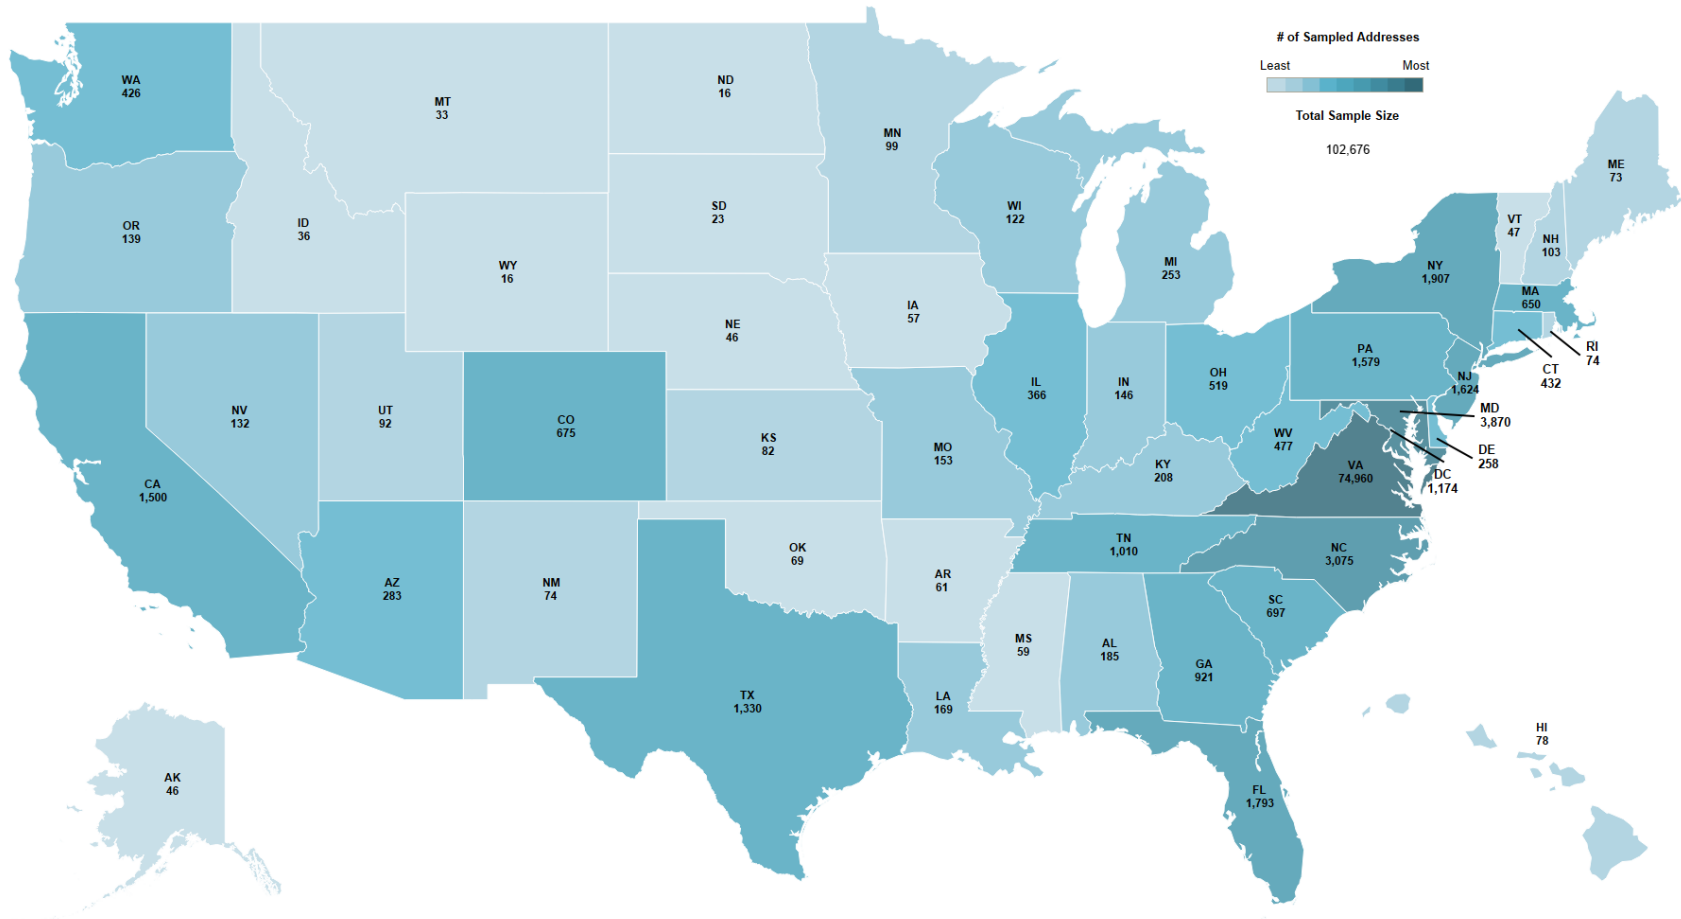 # of Sampled Addresses
Least Most
Total Sample Size
102,676
WA
426
MT
33
ND
16
MN
99
ME
73
OR
139
ID
36
SD
23
WI
122
MI
253
NY
1,907
VT
47
NH
103
WY
16
IA
57
NE
46
MA
650
RI
74
CT
432
PA
1,579
NJ
1,624
MD
3,870
DE
258
DC
1,174
IL
366
IN
146
OH
519
WV
477
VA
74,960
NV
132
UT
92
CO
675
KS
82
MO
153
KY
208
CA
1,500
TN
1,010
NC
3,075
AZ
283
NM
74
OK
69
AR
61
SC
697
MS
59
AL
185
GA
921
TX
1,330
LA
169
FL
1,793
AK
46
HI
78